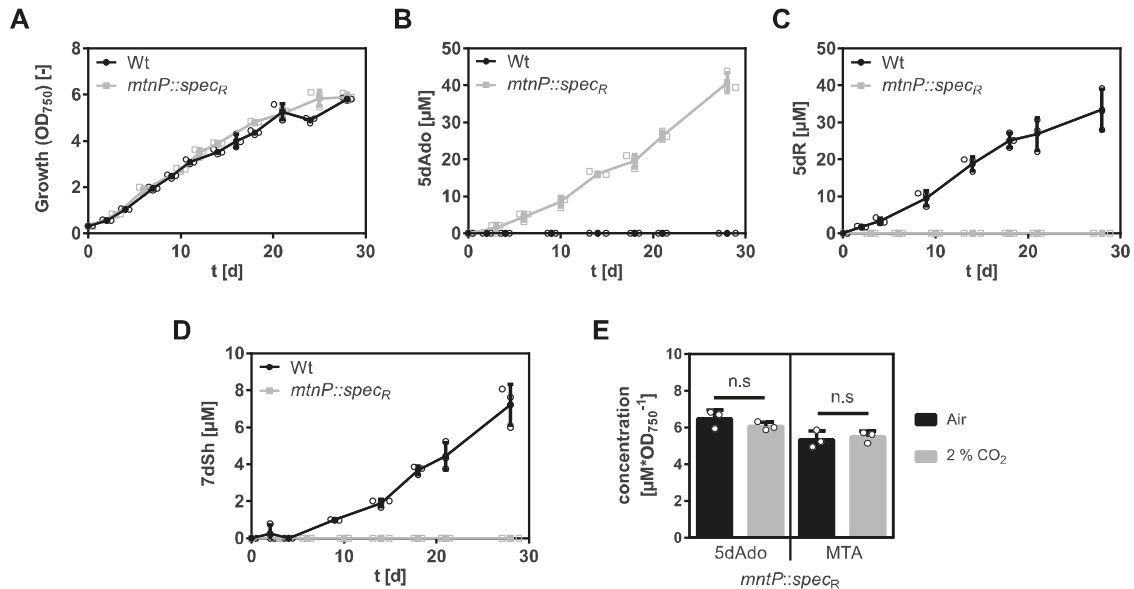 A
Growth (OD750) [-]
8
6
4
2
0
Wt
mtnP::specR
0 10 20 30
t [d]
B
5dAdo [µM]
50
40
30
20
10
0
Wt
mtnP::specR
0 10 20 30
t [d]
C
5dR [µM]
50
40
30
20
10
0
Wt
mtnP::specR
0 10 20 30
t [d]
D
7dSh [µM]
10
8
6
4
2
0
Wt
mtnP::specR
0 10 20 30
t [d]
E
concentration
[µM*OD750-1]
10
8
6
4
2
0
n.s
n.s
5dAdo MTA
mntP::specR
Air
2 % CO2